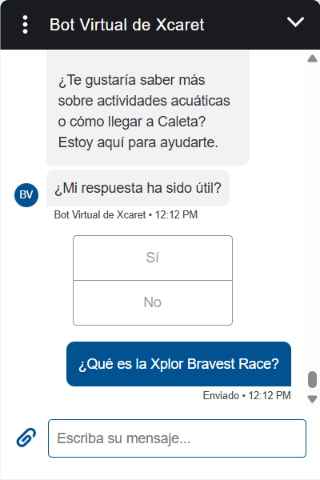 Bot Virtual de Xcaret
¿Te gustaría saber más
sobre actividades acuáticas
o cómo llegar a Caleta?
Estoy aquí para ayudarte.
¿Mi respuesta ha sido útil?
BV
Bot Virtual de Xcaret • 12:12 PM
Sí
No
¿Qué es la Xplor Bravest Race?
Enviado • 12:12 PM
Escriba su mensaje...